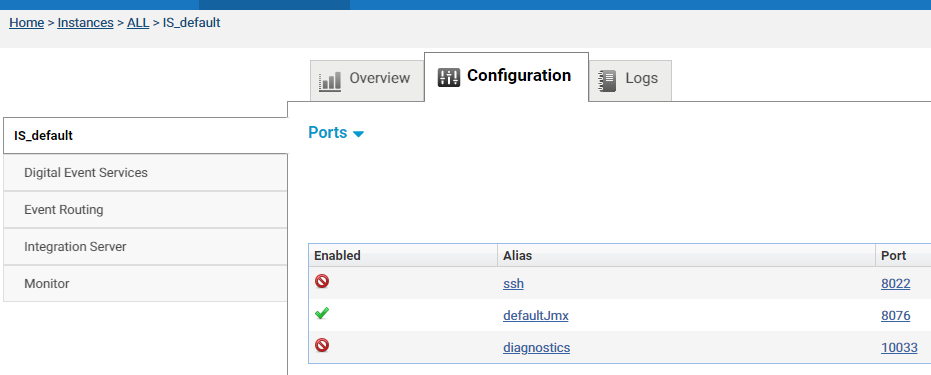 Home > Instances > ALL > IS_default
Overview
Configuration
Logs
IS_default
Digital Event Services
Event Routing
Integration Server
Monitor
Ports
Enabled Alias Port
ssh 8022
defaultJmx 8076
diagnostics 10033